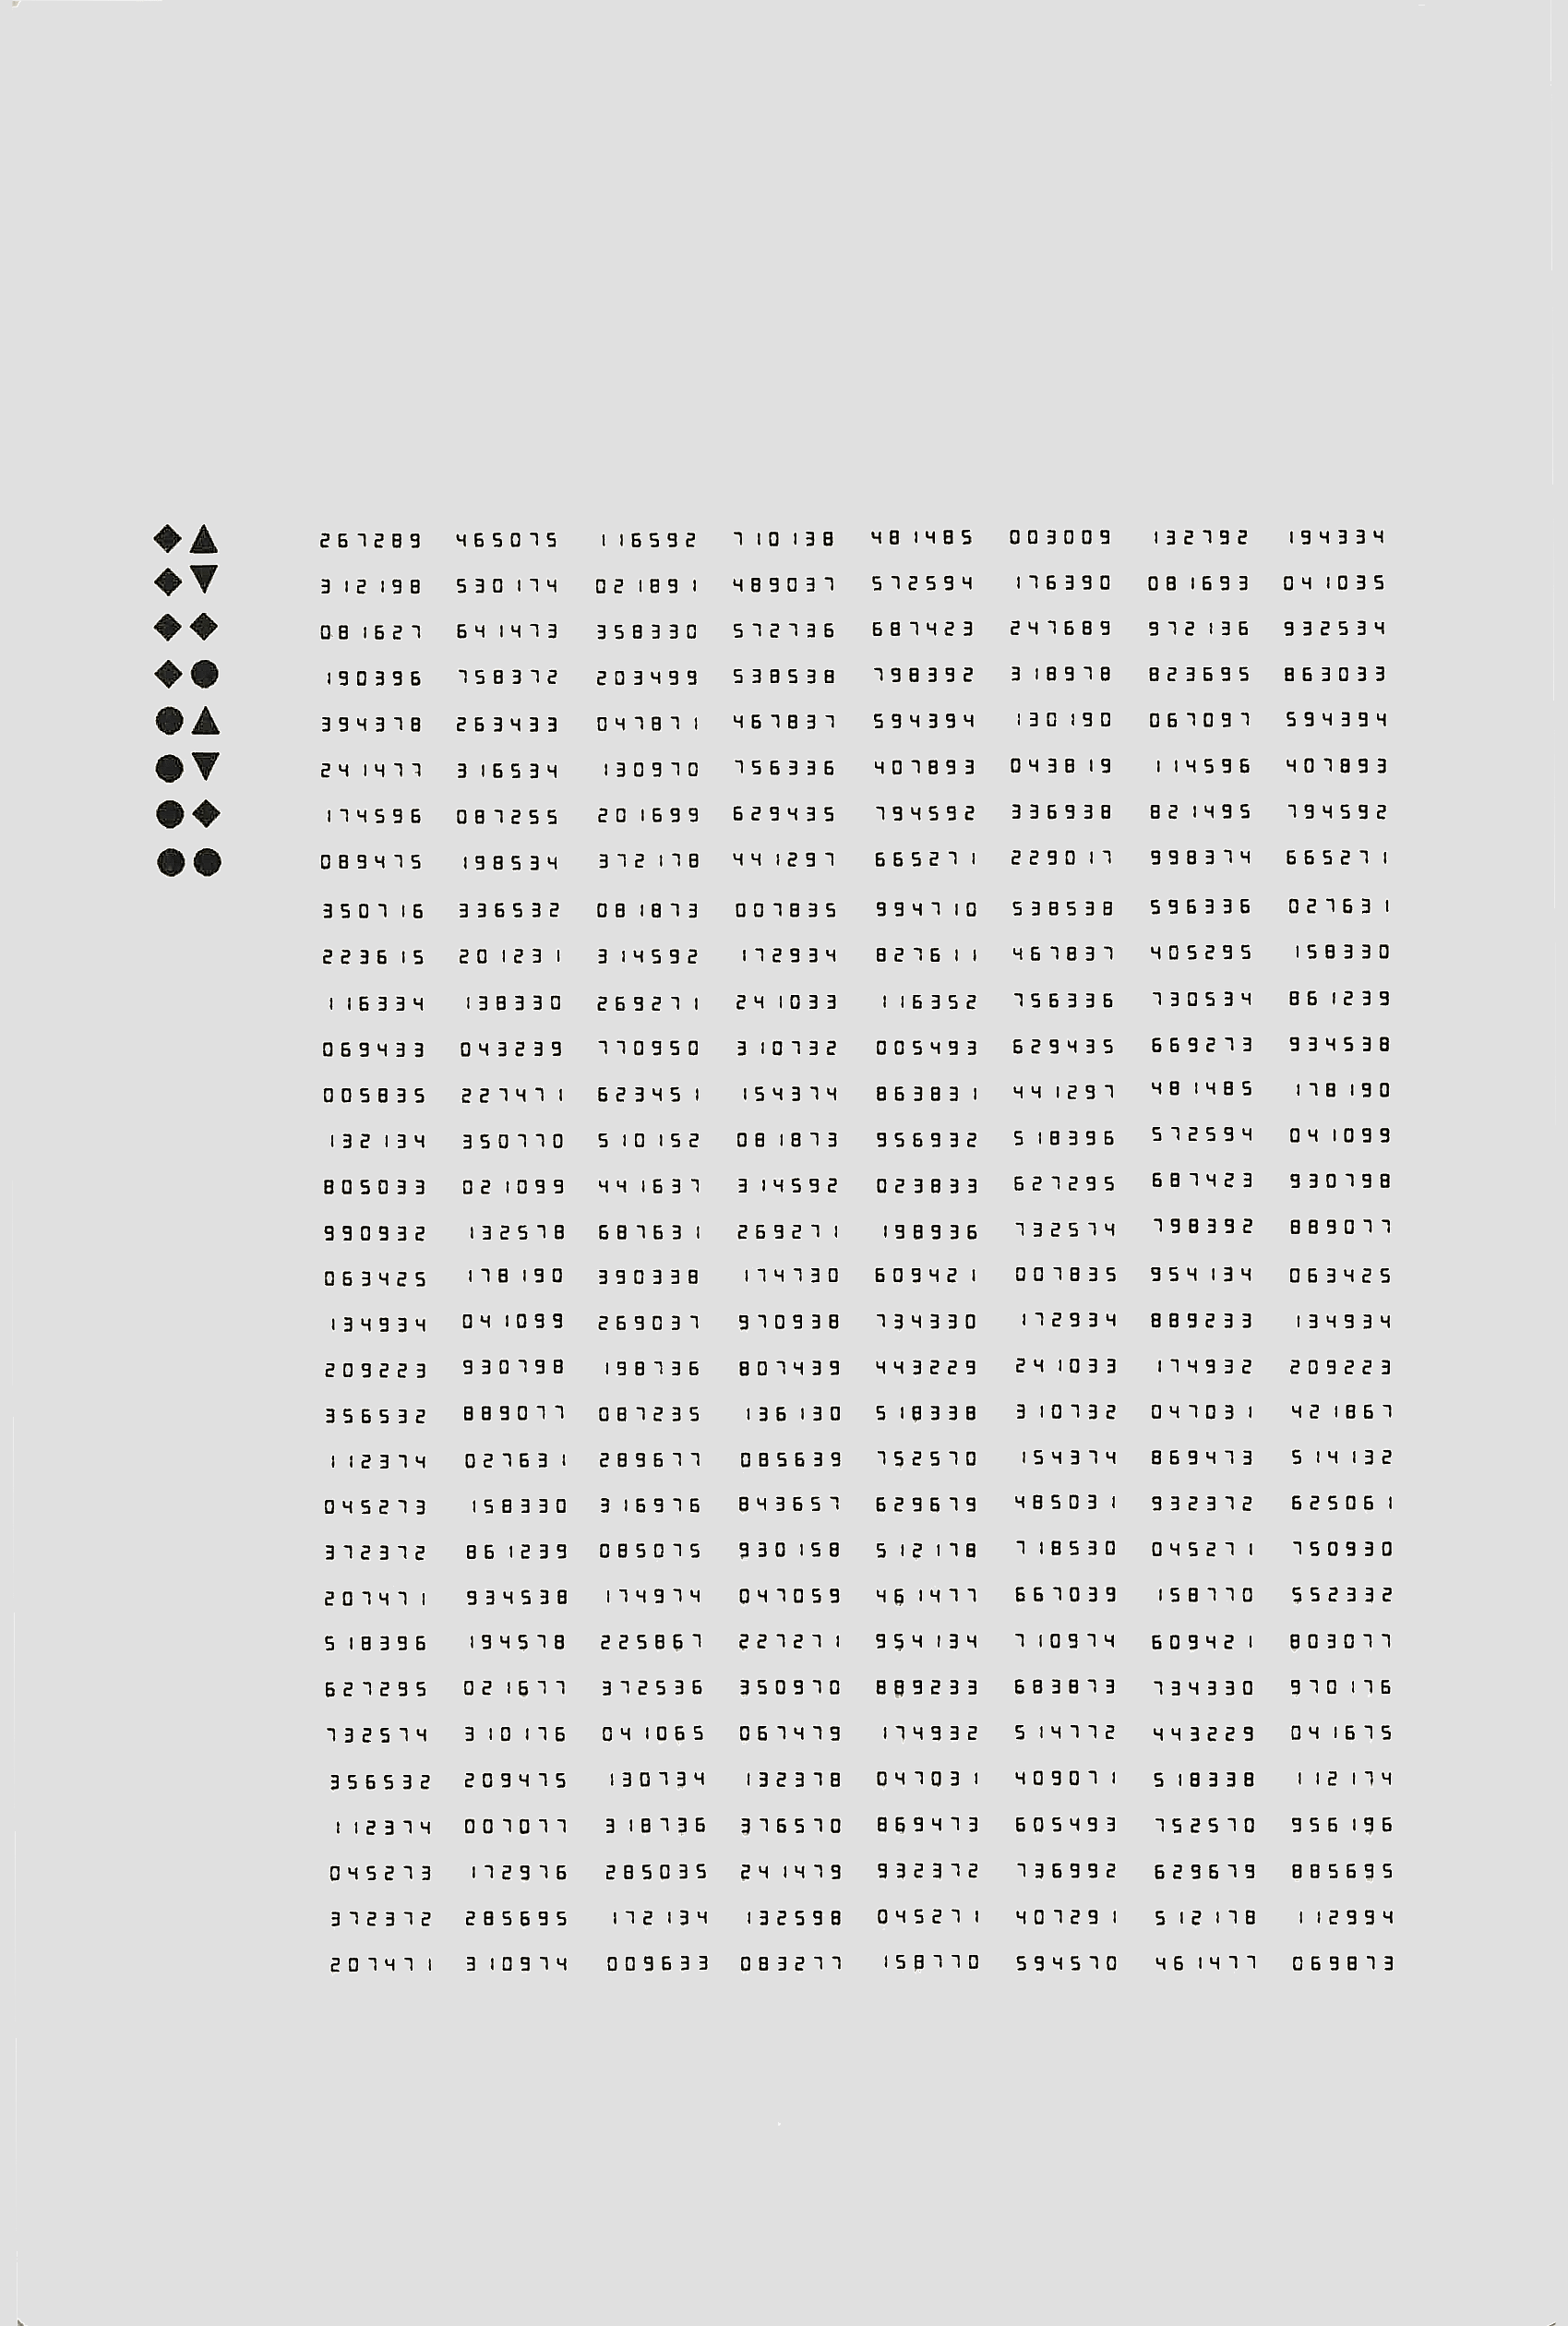 267289 465075 116592 710138 481485 003009 132792 194334
312198 530174 021891 489037 572594 176390 081693 041035
081627 641473 358330 572736 687423 247689 972136 932534
190396 758372 203499 538538 798392 318978 823695 863033
394378 263433 047871 467837 594394 130190 067097 594394
241477 316534 130970 756336 407893 043819 114596 407893
174596 087255 201699 629435 794592 336938 821495 794592
089475 198534 372178 441297 665271 229017 998374 665271
350716 336532 081873 007835 994710 538538 596336 027631
223615 201231 314592 172934 827611 467837 405295 158330
116334 138330 269271 241033 116352 756336 730534 861239
069433 043239 770950 310732 005493 629435 669273 934538
005835 227471 623451 154374 863831 441297 481485 178190
132134 350770 510152 081873 956932 518396 572594 041099
805033 021099 441637 314592 023833 627295 687423 930798
990932 132578 687631 269271 198936 732574 798392 889077
063425 178190 390338 174730 609421 007835 954134 063425
134934 041099 269037 970938 734330 172934 889233 134934
209223 930798 198736 807439 443229 241033 174932 209223
356532 889077 087235 136130 518338 310732 047031 421867
112374 027631 289677 085639 752570 154374 869473 514132
045273 158330 316976 843657 629679 485031 932372 625061
372372 861239 085075 930158 512178 718530 045271 750930
207471 934538 174974 047059 461477 667039 158770 552332
518396 194578 225867 227271 954134 710974 609421 803077
627295 021677 372536 350970 889233 683873 734330 970176
732574 310176 041065 067479 174932 514772 443229 041675
356532 209475 130734 132378 047031 409071 518338 112174
112374 007077 318736 376570 869473 605493 752570 956196
045273 172976 285035 241479 932372 736992 629679 885695
372372 285695 172134 132598 045271 407291 512178 112994
207471 310974 009633 083277 158770 594570 461477 069873